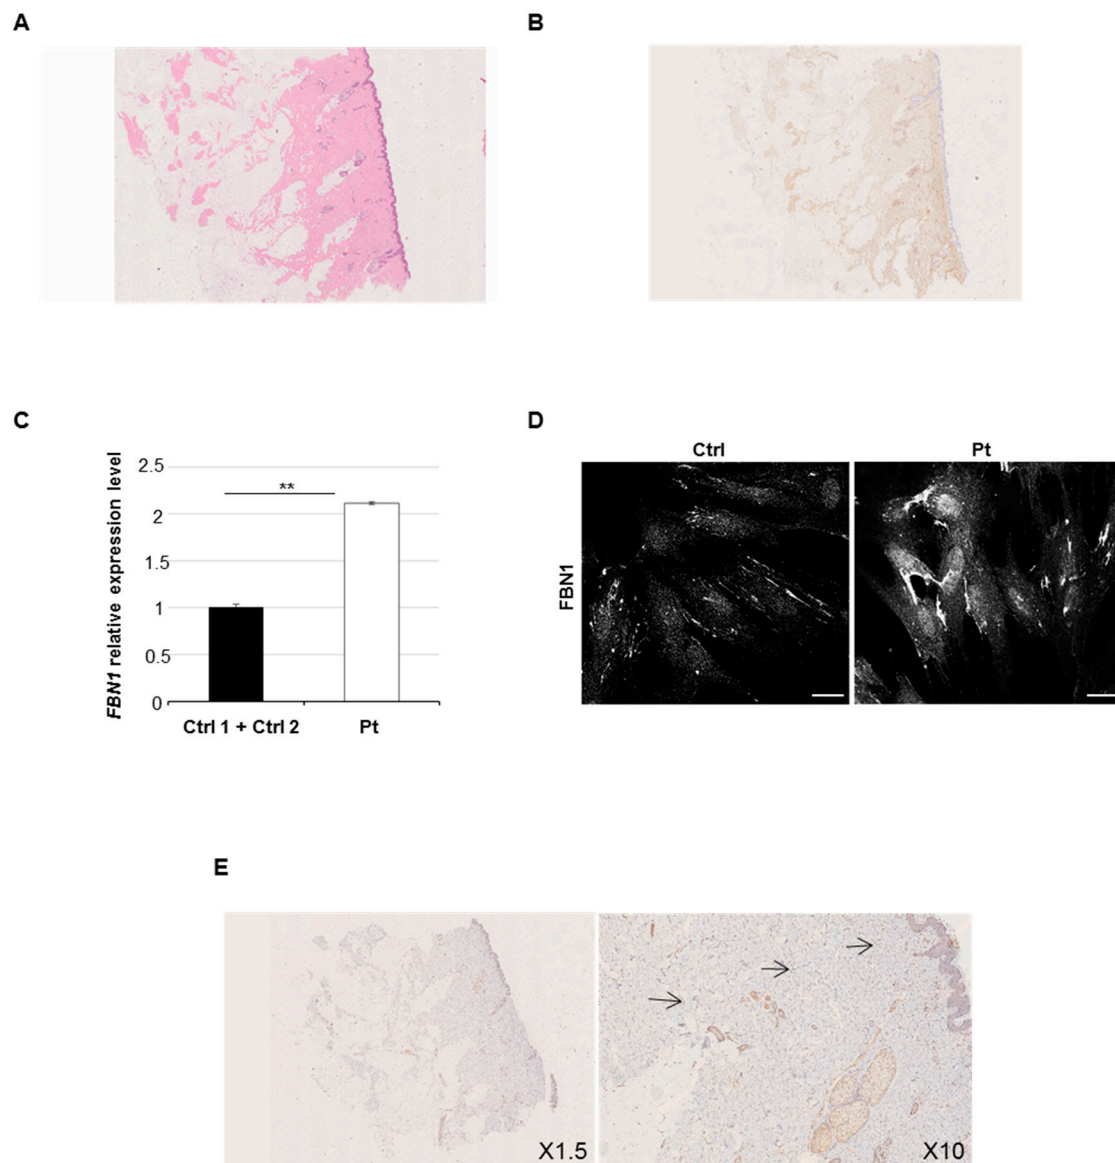 A
B
C
D
FBN1 relative expression level
2.5
2
1.5
1
0.5
0
**
Ctrl 1 + Ctrl 2
Pt
Ctrl
Pt
FBN1
E
X1.5
X10